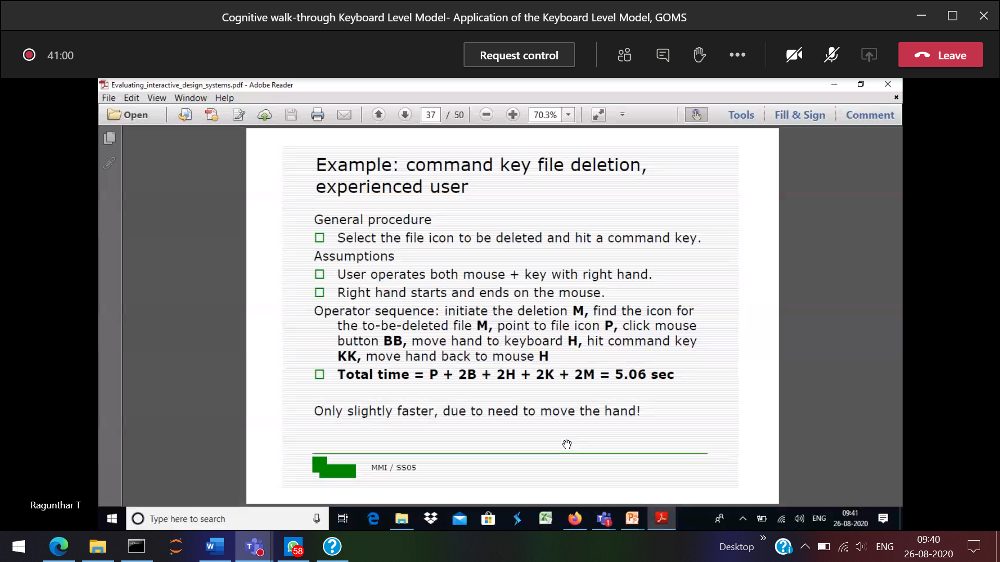 Cognitive walk-through Keyboard Level Model- Application of the Keyboard Level Model, GOMS
41:00
Request control
Leave
Evaluating_interactive_design_systems.pdf - Adobe Reader
File Edit View Window Help
Open
37 / 50
70.3%
Tools
Fill & Sign
Comment
Example: command key file deletion,
experienced user
General procedure
Select the file icon to be deleted and hit a command key.
Assumptions
User operates both mouse + key with right hand.
Right hand starts and ends on the mouse.
Operator sequence: initiate the deletion M, find the icon for
the to-be-deleted file M, point to file icon P, click mouse
button BB, move hand to keyboard H, hit command key
KK, move hand back to mouse H
Total time = P + 2B + 2H + 2K + 2M = 5.06 sec
Only slightly faster, due to need to move the hand!
MMI / SS05
Ragunthar T
Type here to search
1
ENG
09:41
26-08-2020
58
Desktop
ENG
09:40
26-08-2020